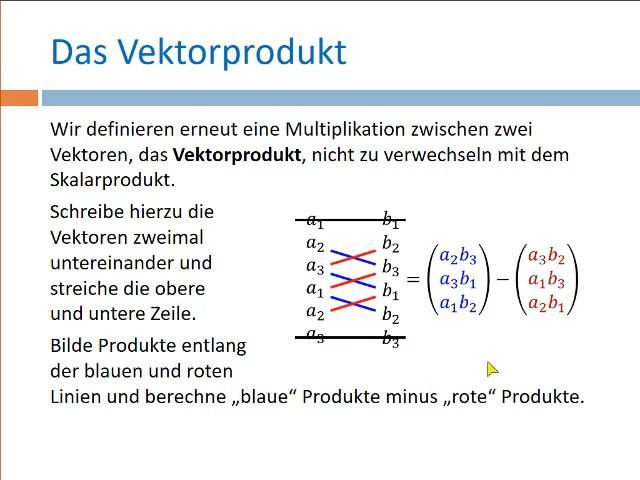 Das Vektorprodukt
Wir definieren erneut eine Multiplikation zwischen zwei
Vektoren, das Vektorprodukt, nicht zu verwechseln mit dem
Skalarprodukt.
Schreibe hierzu die
Vektoren zweimal
untereinander und
streiche die obere
und untere Zeile.
a₁ b₁
a₂ b₂
a₃ b₃
a₁ b₁
a₂ b₂
a₃ b₃
= (a₂b₃ a₃b₁ a₁b₂) − (a₃b₂ a₁b₃ a₂b₁)
Bilde Produkte entlang
der blauen und roten
Linien und berechne „blaue“ Produkte minus „rote“ Produkte.